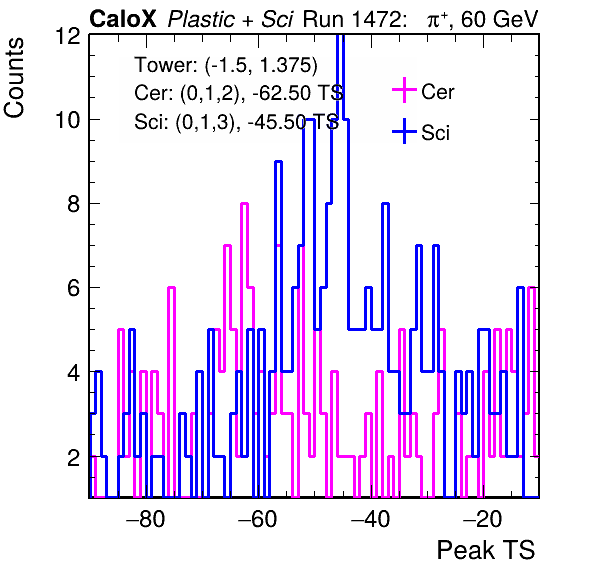 CaloX Plastic + Sci Run 1472: π⁺, 60 GeV
Counts
Tower: (-1.5, 1.375)
Cer: (0,1,2), -62.50 TS
Sci: (0,1,3), -45.50 TS
Cer
Sci
12
10
8
6
4
2
−80 −60 −40 −20
Peak TS